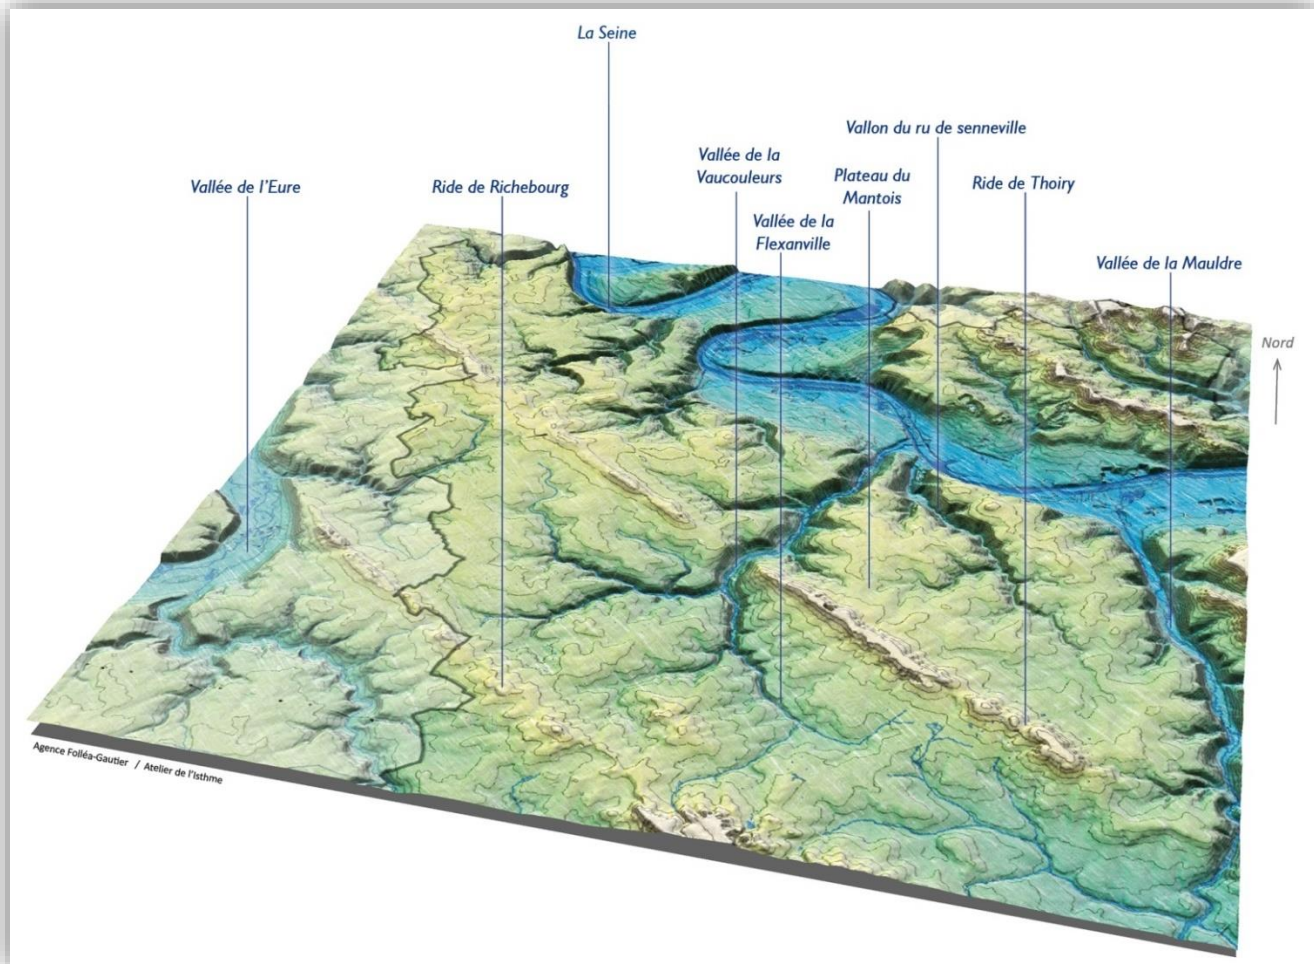 La Seine
Vallon du ru de senneville
Vallée de la
Vaucouleurs
Plateau du
Mantois
Vallée de l'Eure
Ride de Richebourg
Ride de Thoiry
Vallée de la
Flexanville
Vallée de la Mauldre
Nord
Agence Folléa-Gautier / Atelier de l'Isthme